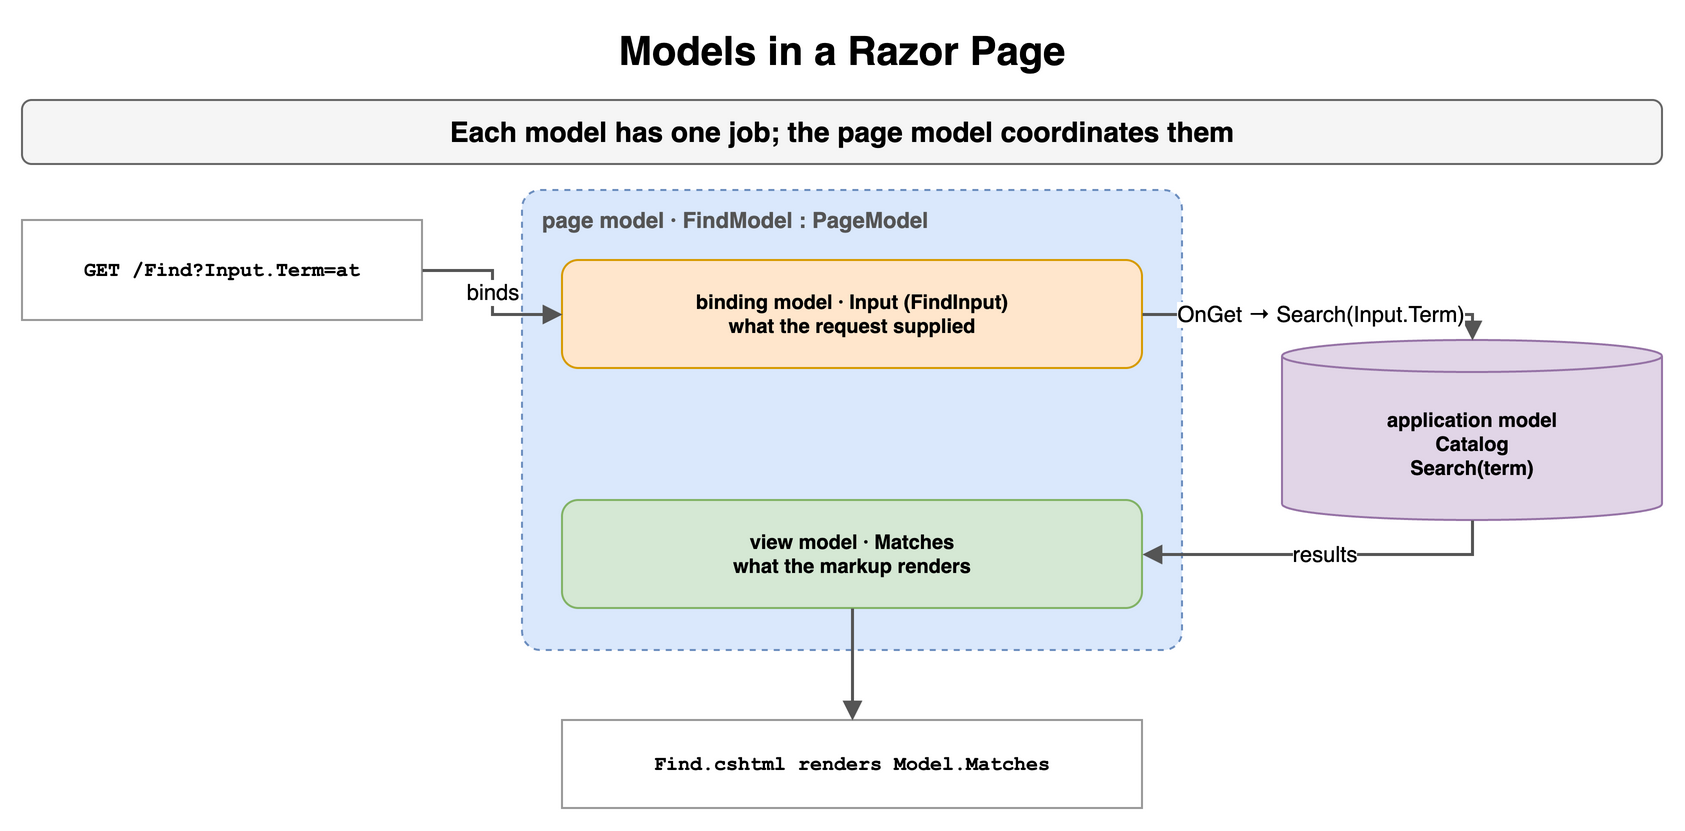 Models in a Razor Page
Each model has one job; the page model coordinates them
page model · FindModel : PageModel
GET /Find?Input.Term=at
binds
binding model · Input (FindInput)
what the request supplied
OnGet → Search(Input.Term)
application model
Catalog
Search(term)
view model · Matches
what the markup renders
results
Find.cshtml renders Model.Matches